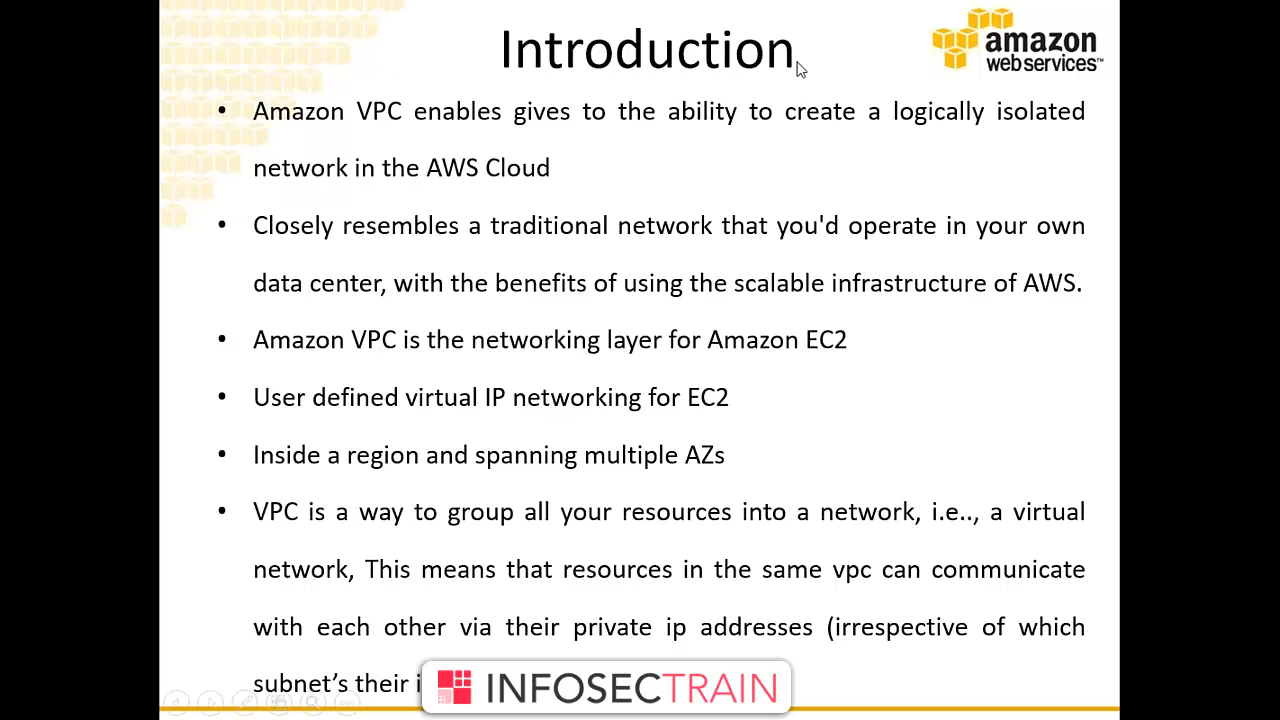 Introduction
amazon
webservices™
• Amazon VPC enables gives to the ability to create a logically isolated
network in the AWS Cloud
• Closely resembles a traditional network that you'd operate in your own
data center, with the benefits of using the scalable infrastructure of AWS.
• Amazon VPC is the networking layer for Amazon EC2
• User defined virtual IP networking for EC2
• Inside a region and spanning multiple AZs
• VPC is a way to group all your resources into a network, i.e.., a virtual
network, This means that resources in the same vpc can communicate
with each other via their private ip addresses (irrespective of which
subnet’s their
INFOSECTRAIN